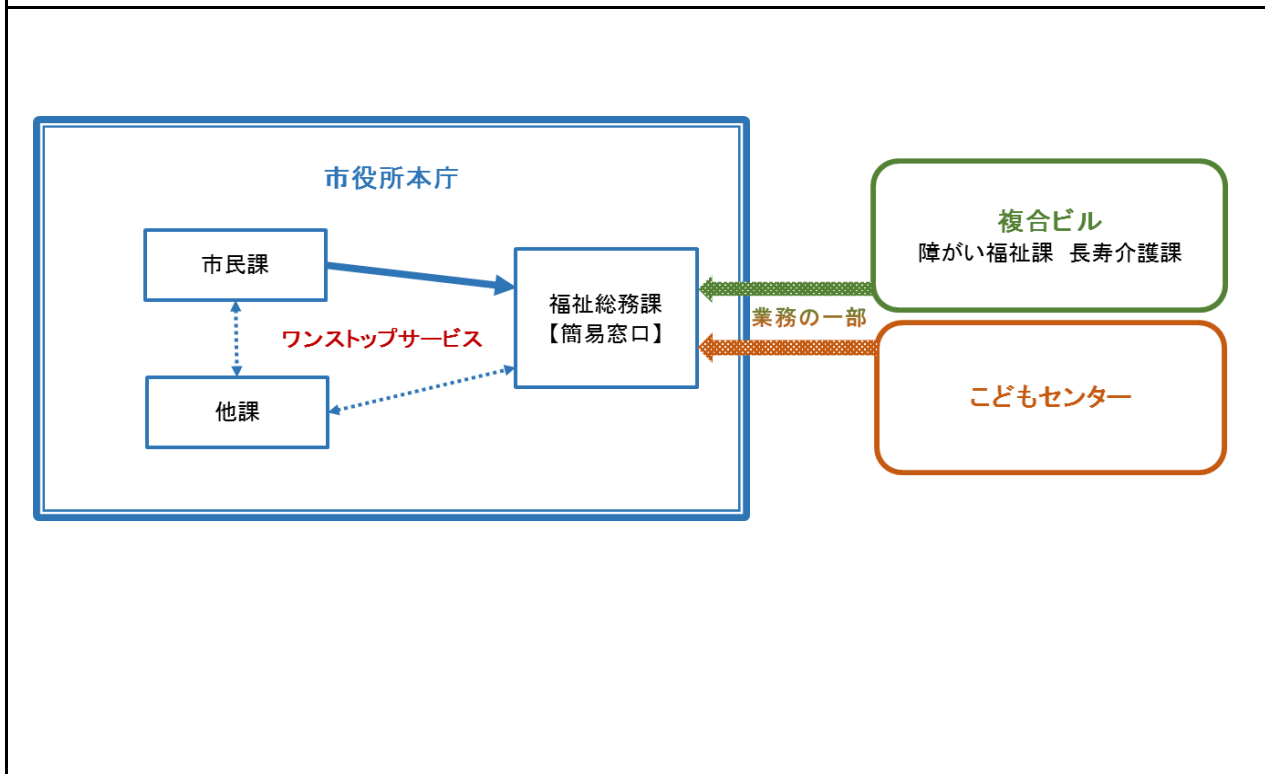 市役所本庁
市民課
ワンストップサービス
他課
福祉総務課
【簡易窓口】
業務の一部
複合ビル
障がい福祉課 長寿介護課
こどもセンター